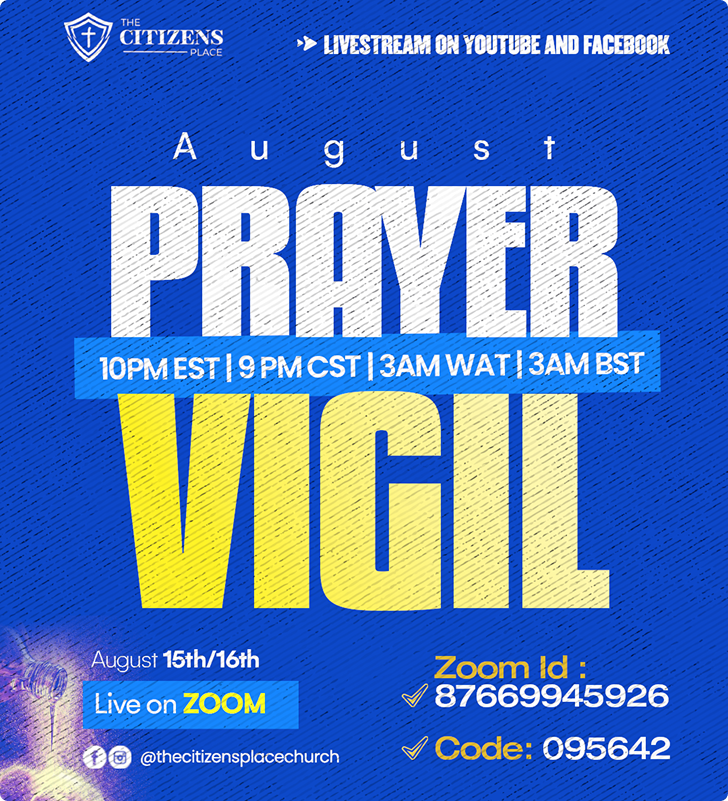 THE
CITIZENS
PLACE
LIVESTREAM ON YOUTUBE AND FACEBOOK
August
PRAYER
10PM EST | 9 PM CST | 3AM WAT | 3AM BST
VIGIL
August 15th/16th
Live on ZOOM
@thecitizensplacechurch
Zoom Id :
87669945926
Code: 095642